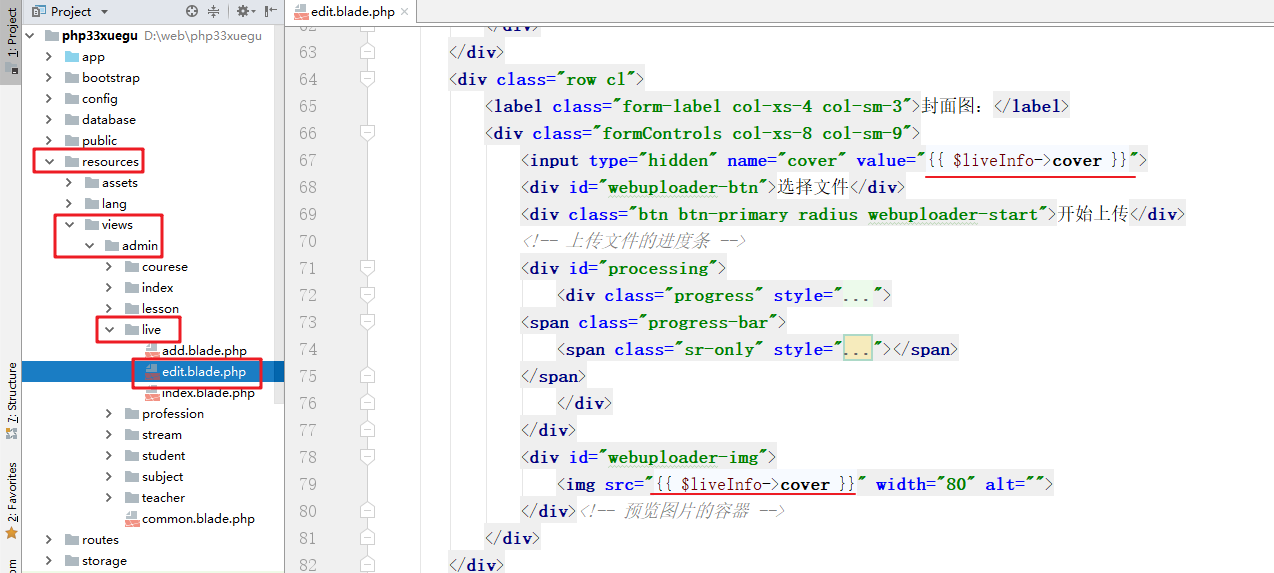 Project
edit.blade.php
1: Project
7: Structure
2: Favorites
php33xuegu D:\web\php33xuegu
app
bootstrap
config
database
public
resources
assets
lang
views
admin
courese
index
lesson
live
add.blade.php
edit.blade.php
index.blade.php
profession
stream
student
subject
teacher
common.blade.php
routes
storage
62 </div>
63 </div>
64 <div class="row cl">
65 <label class="form-label col-xs-4 col-sm-3">封面图：</label>
66 <div class="formControls col-xs-8 col-sm-9">
67 <input type="hidden" name="cover" value="{{ $liveInfo->cover }}">
68 <div id="webuploader-btn">选择文件</div>
69 <div class="btn btn-primary radius webuploader-start">开始上传</div>
70 <!-- 上传文件的进度条 -->
71 <div id="processing">
72 <div class="progress" style="...">
73 <span class="progress-bar">
74 <span class="sr-only" style="..."></span>
75 </span>
76 </div>
77 </div>
78 <div id="webuploader-img">
79 <img src="{{ $liveInfo->cover }}" width="80" alt="">
80 </div><!-- 预览图片的容器 -->
81 </div>
82 </div>